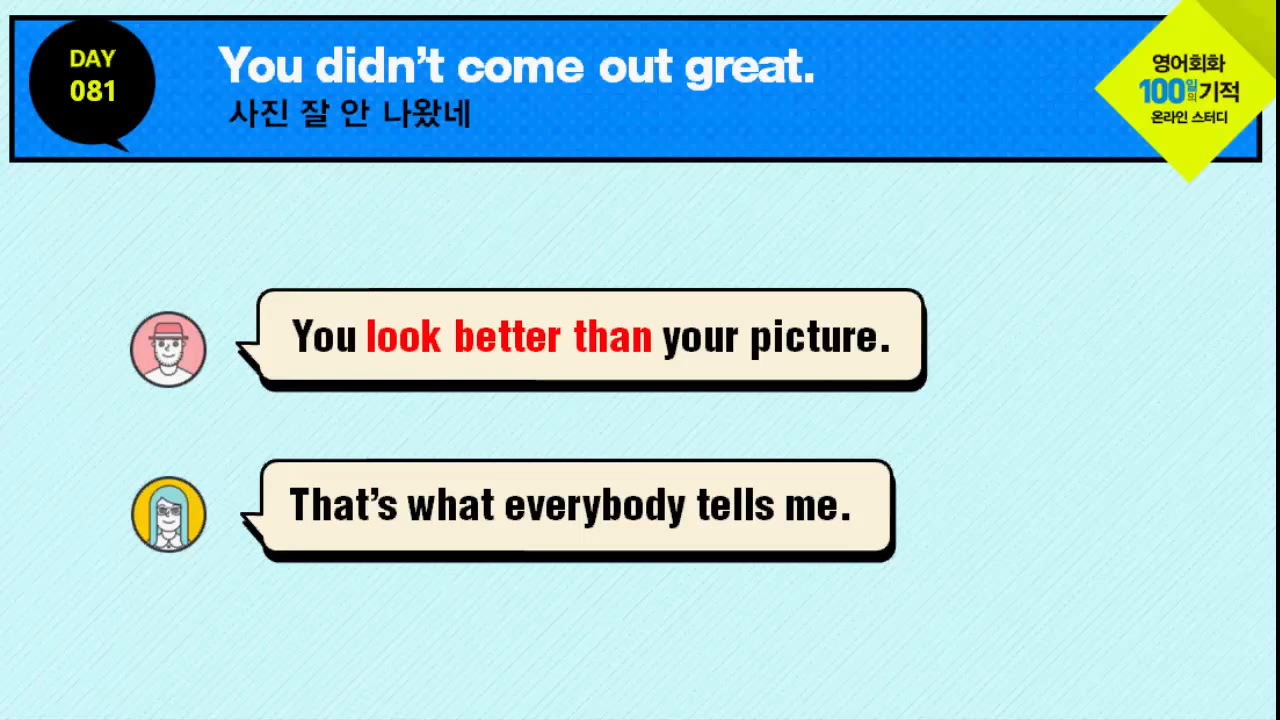 DAY
081
You didn’t come out great.
사진 잘 안 나왔네
영어회화
100일의기적
온라인 스터디
You look better than your picture.
That’s what everybody tells me.